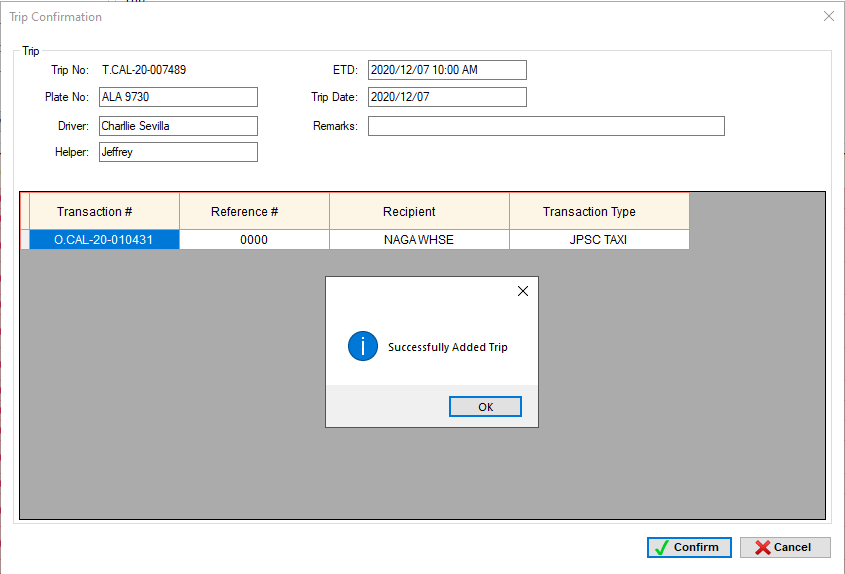 Trip Confirmation
Trip
Trip No: T.CAL-20-007489 ETD: 2020/12/07 10:00 AM
Plate No: ALA 9730 Trip Date: 2020/12/07
Driver: Charllie Sevilla Remarks:
Helper: Jeffrey
Transaction # Reference # Recipient Transaction Type
O.CAL-20-010431 0000 NAGA WHSE JPSC TAXI
Successfully Added Trip
OK
Confirm Cancel